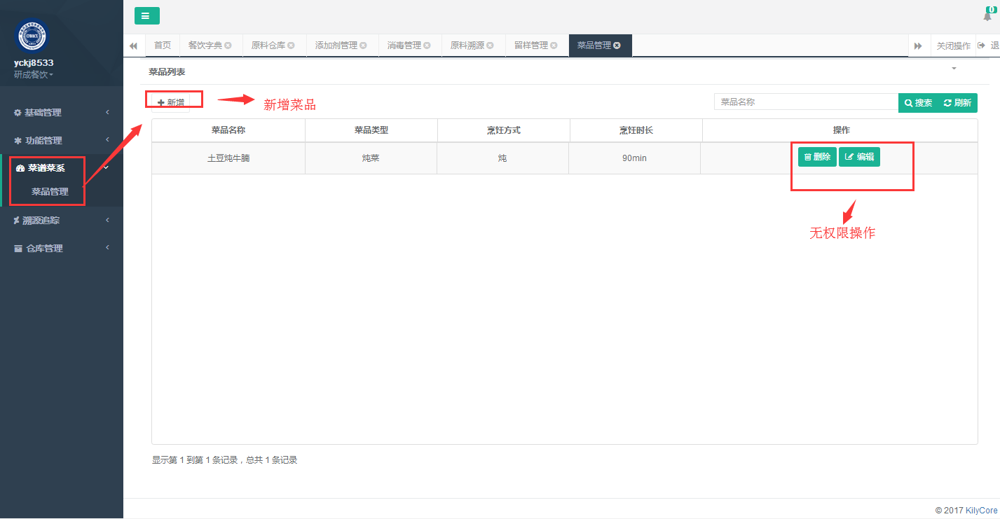 0
CFDACX
yckj8533
研成餐饮
首页
餐饮字典
原料仓库
添加剂管理
消毒管理
原料溯源
留样管理
菜品管理
关闭操作
退
菜品列表
新增
新增菜品
菜品名称
搜索
刷新
基础管理
功能管理
菜谱菜系
菜品管理
溯源追踪
仓库管理
菜品名称
菜品类型
烹饪方式
烹饪时长
操作
土豆炖牛腩
炖菜
炖
90min
删除
编辑
无权限操作
显示第 1 到第 1 条记录，总共 1 条记录
© 2017 KilyCore